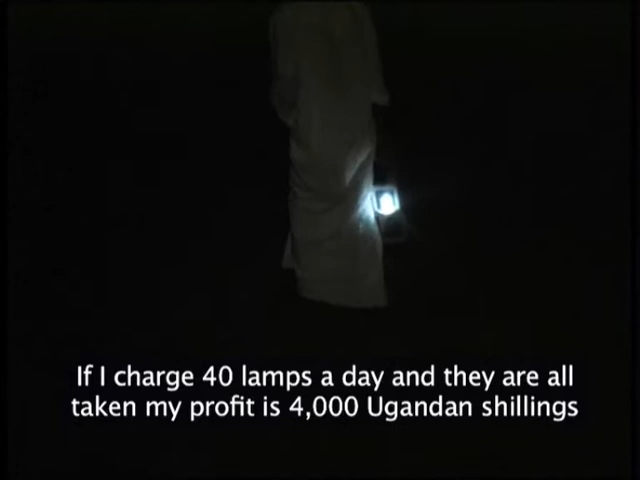 If I charge 40 lamps a day and they are all
taken my profit is 4,000 Ugandan shillings